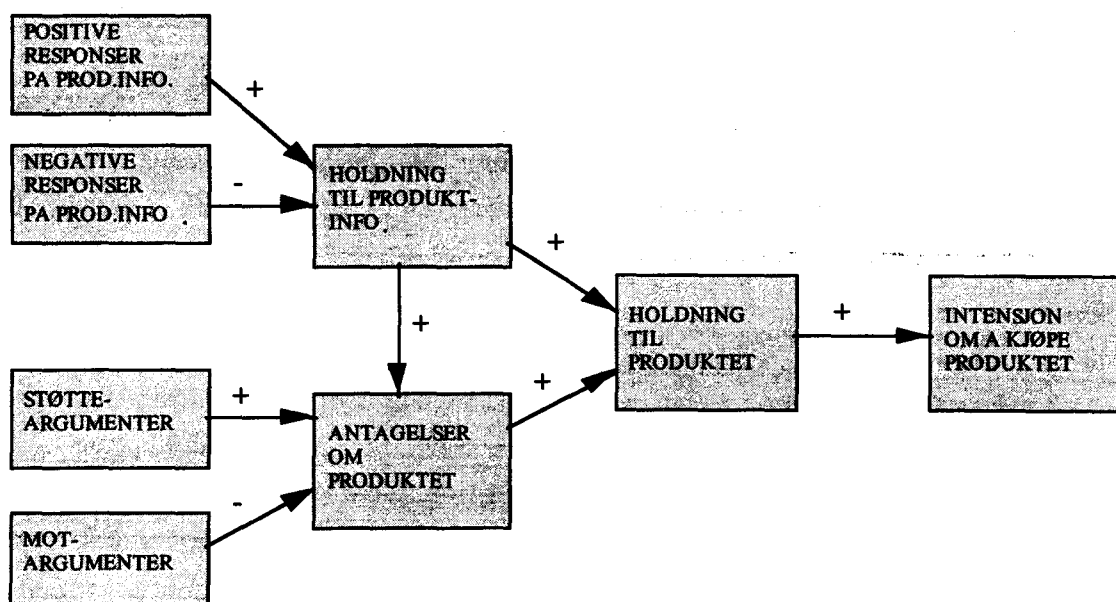 POSITIVE
RESPONSER
PA PROD.INFO.
+
NEGATIVE
RESPONSER
PA PROD.INFO.
-
HOLDNING
TIL PRODUKT-
INFO.
+
+
STØTTE-
ARGUMENTER
+
MOT-
ARGUMENTER
-
ANTAGELSER
OM
PRODUKTET
+
HOLDNING
TIL
PRODUKTET
+
INTENSJON
OM A KJØPE
PRODUKTET